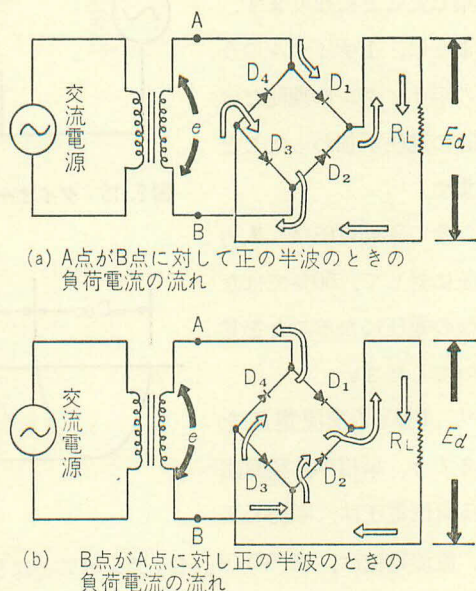 A
交流電源
e
D4
D1
D3
D2
RL
Ed
B
(a) A点がB点に対して正の半波のときの
負荷電流の流れ
A
交流電源
e
D4
D1
D3
D2
RL
Ed
B
(b) B点がA点に対し正の半波のときの
負荷電流の流れ